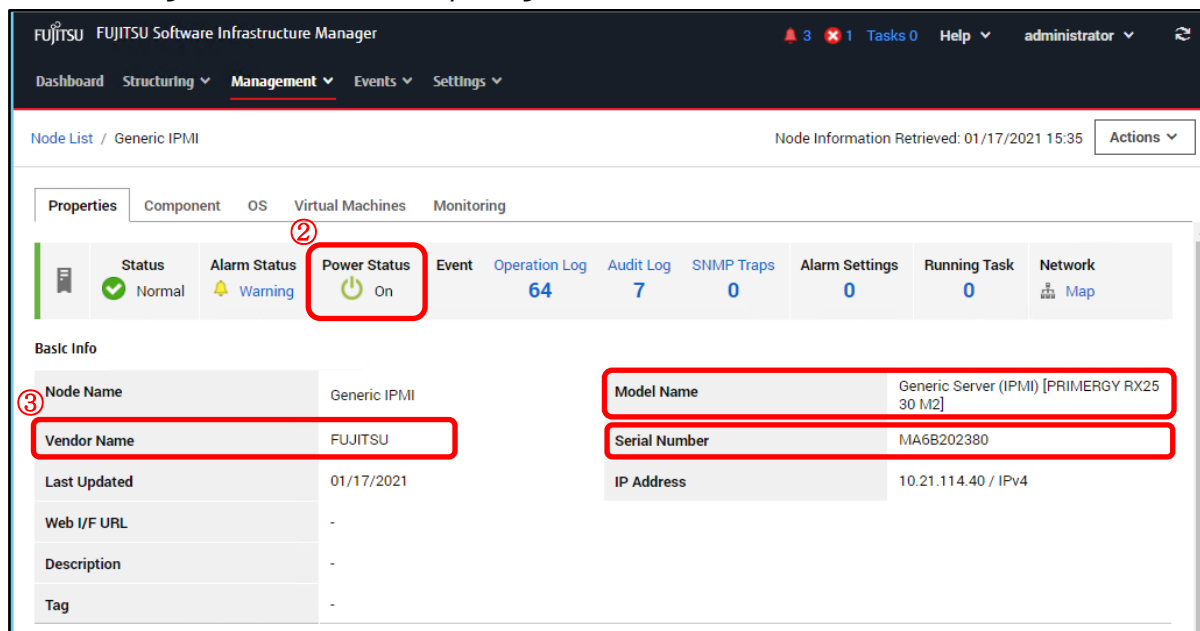 FUJITSU FUJITSU Software Infrastructure Manager 3 1 Tasks 0 Help administrator
Dashboard Structuring Management Events Settings
Node List / Generic IPMI Node Information Retrieved: 01/17/2021 15:35 Actions
Properties Component OS Virtual Machines Monitoring
②
Status Alarm Status Power Status Event Operation Log Audit Log SNMP Traps Alarm Settings Running Task Network
Normal Warning On 64 7 0 0 0 Map
Basic Info
Node Name Generic IPMI Model Name Generic Server (IPMI) [PRIMERGY RX25
30 M2]
③
Vendor Name FUJITSU Serial Number MA6B202380
Last Updated 01/17/2021 IP Address 10.21.114.40 / IPv4
Web I/F URL -
Description -
Tag -